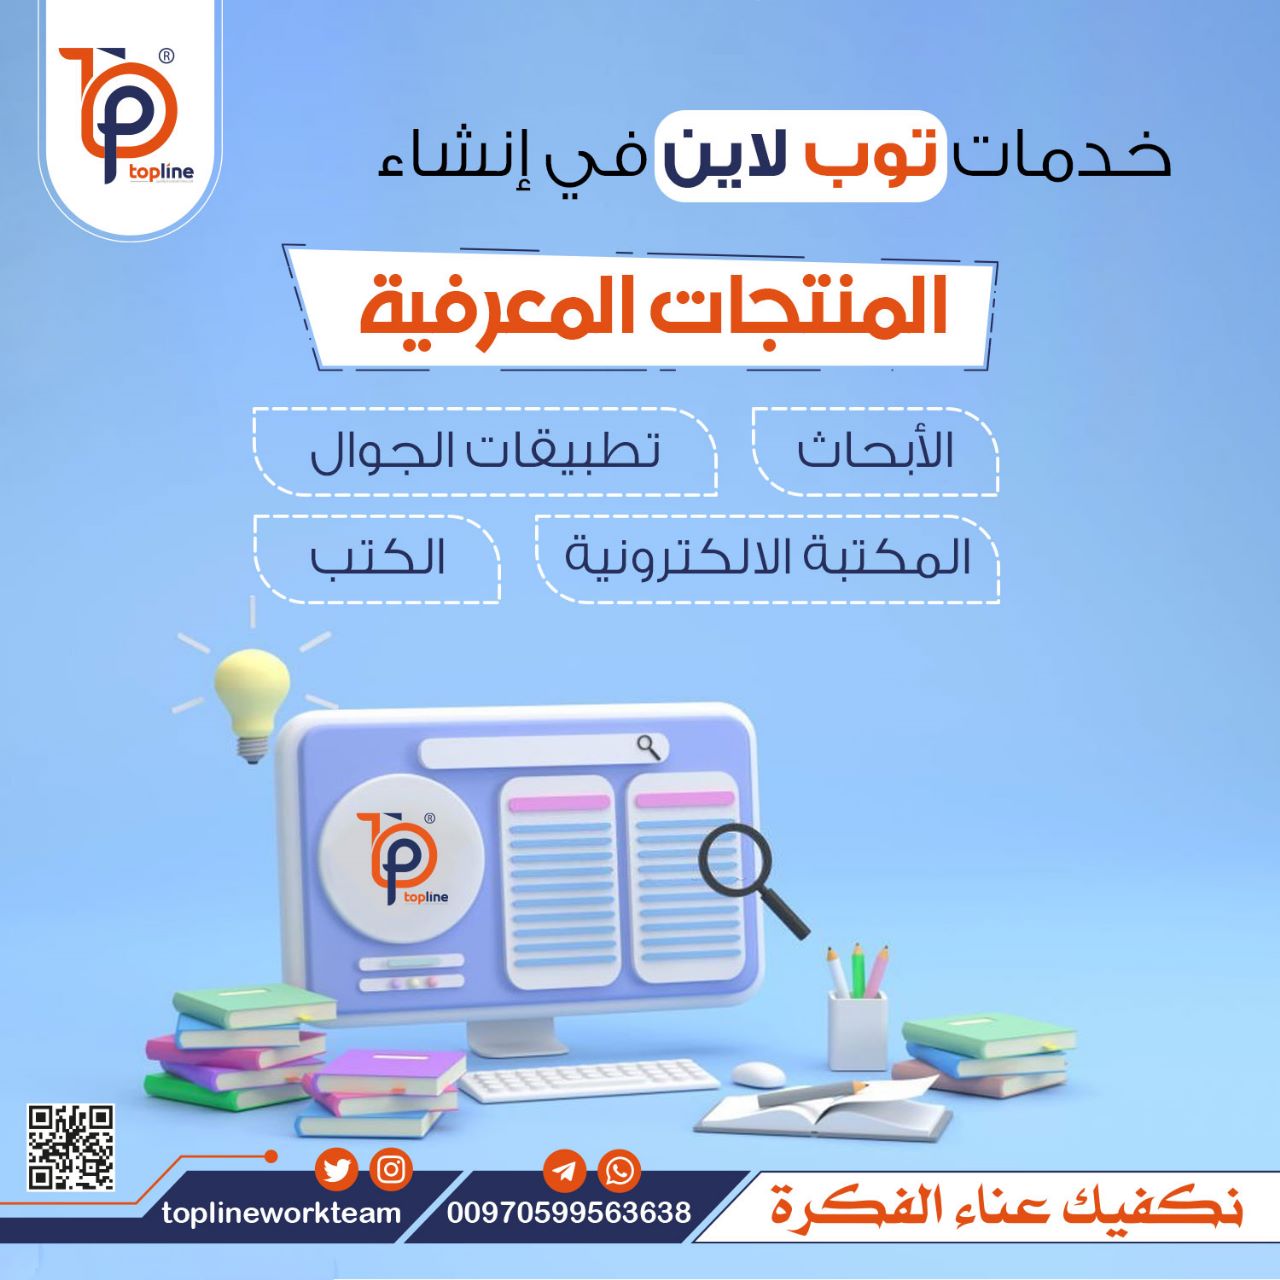 topline
خدمات توب لاين في إنشاء
المنتجات المعرفية
الأبحاث
تطبيقات الجوال
المكتبة الالكترونية
الكتب
topline
نكفيك عناء الفكرة
00970599563638
toplineworkteam